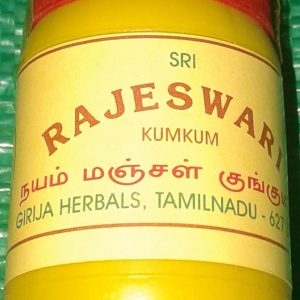 SRI
RAJESWARI
KUMKUM
நயம் மஞ்சள்
GIRIJA HERBALS, TAMILNADU - 627